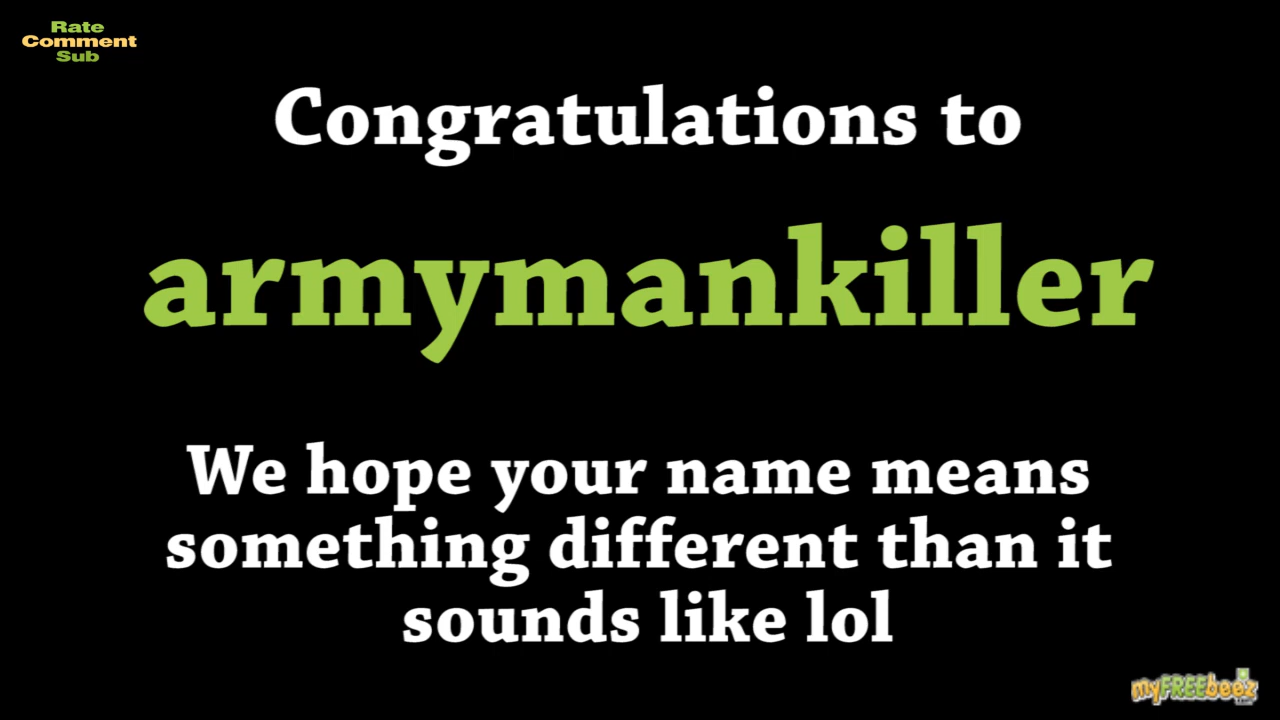 Rate
Comment
Sub
Congratulations to
armymankiller
We hope your name means
something different than it
sounds like lol
myFREEbeez